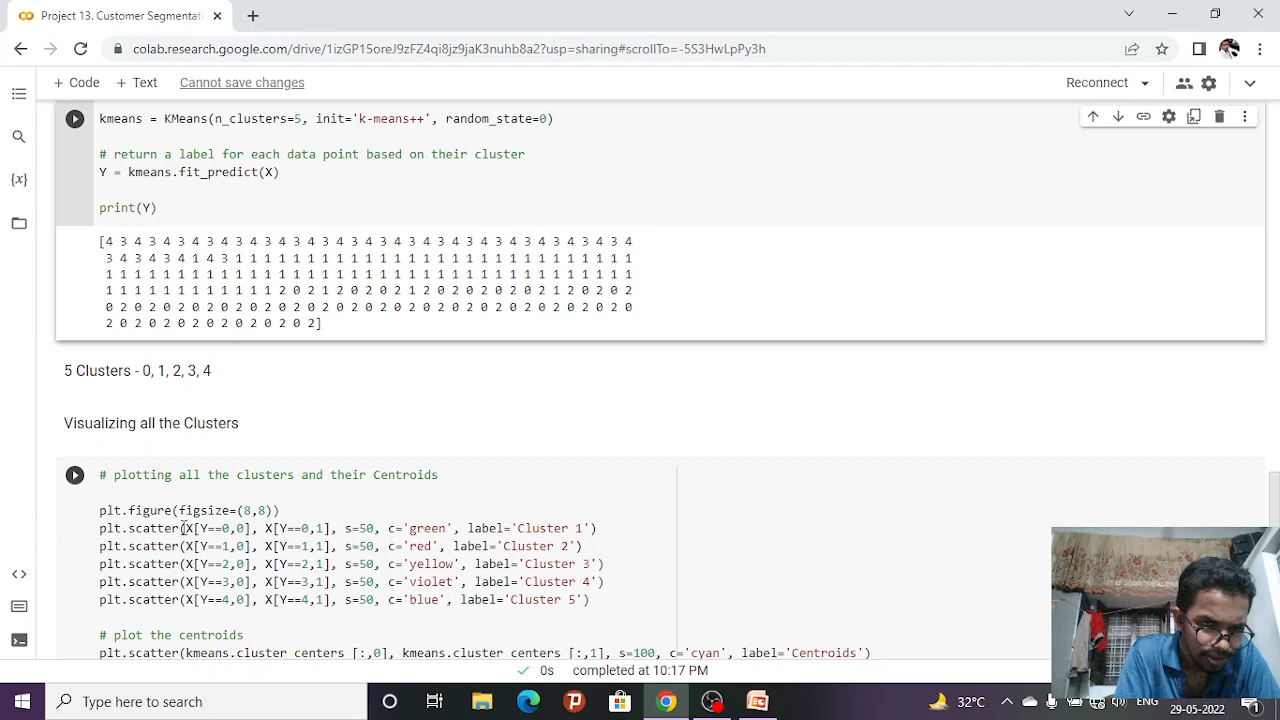 Project 13. Customer Segmentati
colab.research.google.com/drive/1izGP15oreJ9zFZ4qi8jz9jaK3nuhb8a2?usp=sharing#scrollTo=-5S3HwLpPy3h
+ Code + Text Cannot save changes Reconnect
kmeans = KMeans(n_clusters=5, init='k-means++', random_state=0)
# return a label for each data point based on their cluster
Y = kmeans.fit_predict(X)
print(Y)
[4 3 4 3 4 3 4 3 4 3 4 3 4 3 4 3 4 3 4 3 4 3 4 3 4 3 4 3 4 3 4 3 4 3 4 3 4
3 4 3 4 3 4 1 4 3 1 1 1 1 1 1 1 1 1 1 1 1 1 1 1 1 1 1 1 1 1 1 1 1 1 1 1
1 1 1 1 1 1 1 1 1 1 1 1 1 1 1 1 1 1 1 1 1 1 1 1 1 1 1 1 1 1 1 1 1 1 1 1 1
1 1 1 1 1 1 1 1 1 1 1 1 2 0 2 1 2 0 2 0 2 1 2 0 2 0 2 0 2 0 2 1 2 0 2 0 2
0 2 0 2 0 2 0 2 0 2 0 2 0 2 0 2 0 2 0 2 0 2 0 2 0 2 0 2 0 2 0 2 0 2 0 2 0
2 0 2 0 2 0 2 0 2 0 2 0 2 0 2]
5 Clusters - 0, 1, 2, 3, 4
Visualizing all the Clusters
# plotting all the clusters and their Centroids
plt.figure(figsize=(8,8))
plt.scatter(X[Y==0,0], X[Y==0,1], s=50, c='green', label='Cluster 1')
plt.scatter(X[Y==1,0], X[Y==1,1], s=50, c='red', label='Cluster 2')
plt.scatter(X[Y==2,0], X[Y==2,1], s=50, c='yellow', label='Cluster 3')
plt.scatter(X[Y==3,0], X[Y==3,1], s=50, c='violet', label='Cluster 4')
plt.scatter(X[Y==4,0], X[Y==4,1], s=50, c='blue', label='Cluster 5')
# plot the centroids
plt.scatter(kmeans.cluster_centers_[:,0], kmeans.cluster_centers_[:,1], s=100, c='cyan', label='Centroids')
0s completed at 10:17 PM
Type here to search
32°C
29-05-2022